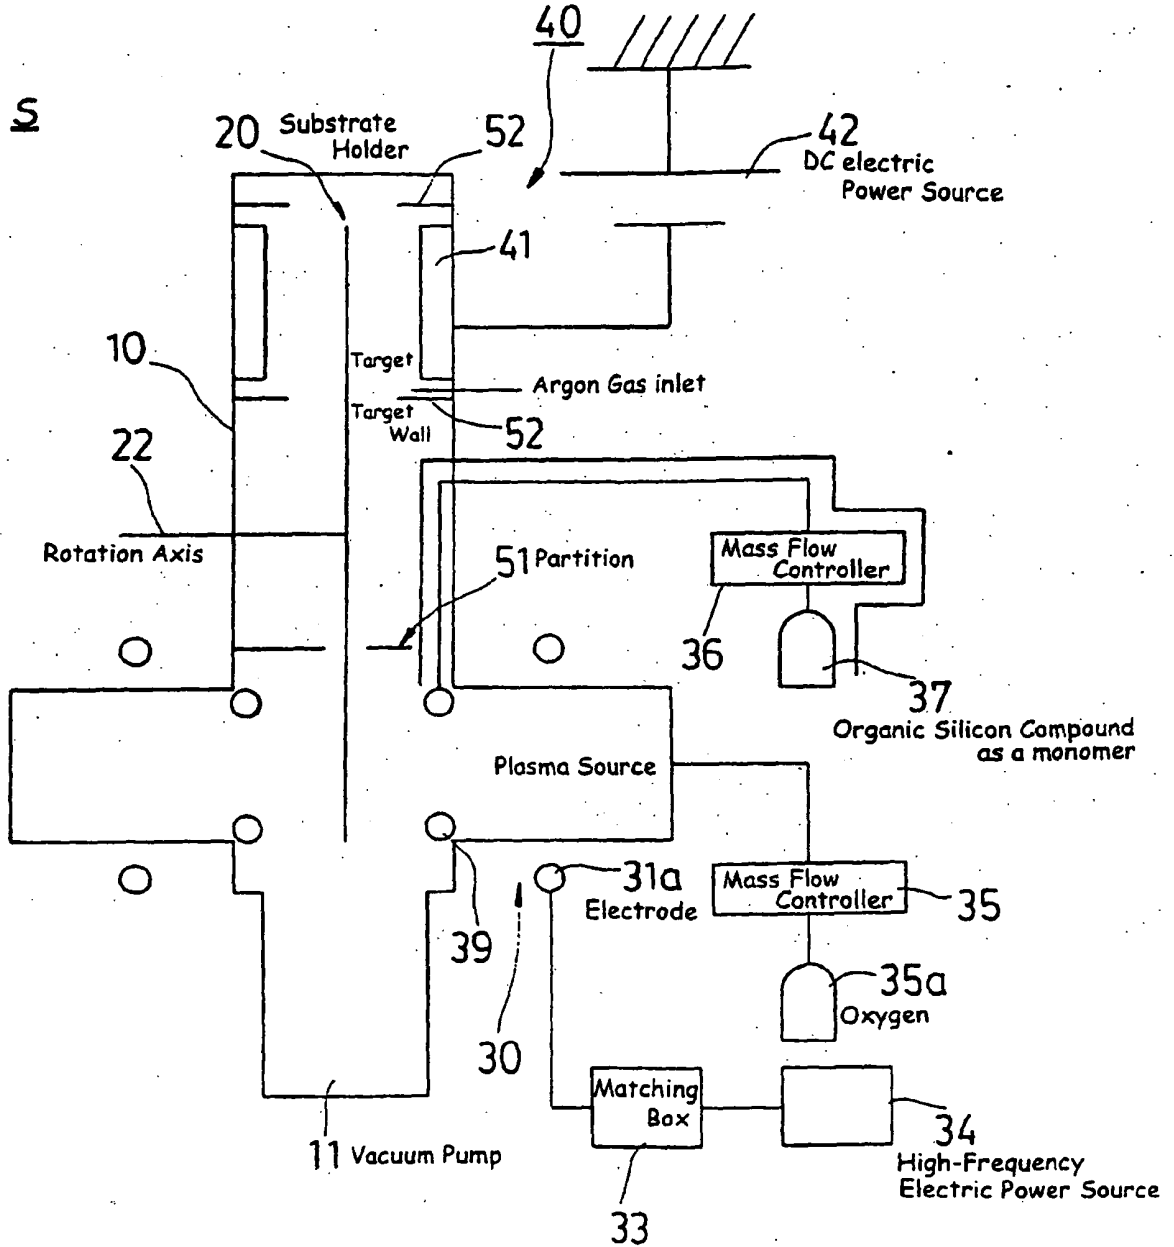 S
40
20 Substrate
Holder
52
42
DC electric
Power Source
41
10
Target
Argon Gas inlet
Target
Wall
52
22
Rotation Axis
51 Partition
Mass Flow
Controller
36
37
Organic Silicon Compound
as a monomer
Plasma Source
31a
Electrode
Mass Flow
Controller
35
39
35a
Oxygen
30
Matching
Box
34
High-Frequency
Electric Power Source
11 Vacuum Pump
33